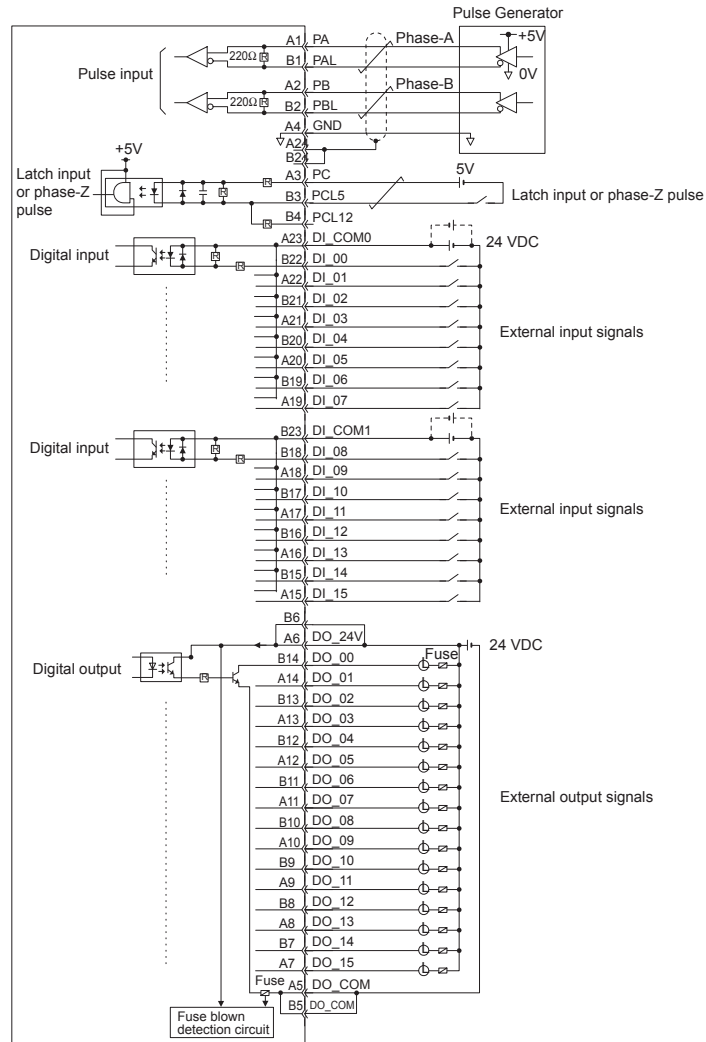 Pulse Generator
A1 PA Phase-A +5V
220Ω R
Pulse input B1 PAL 0V
A2 PB Phase-B
220Ω R
B2 PBL
A4 GND
A24
B24
+5V
A3 PC 5V
R
Latch input or phase-Z pulse R B3 PCL5 Latch input or phase-Z pulse
R B4 PCL12
A23 DI_COM0 24 VDC
Digital input R R B22 DI_00
A22 DI_01
B21 DI_02
A21 DI_03
B20 DI_04 External input signals
A20 DI_05
B19 DI_06
A19 DI_07
B23 DI_COM1
Digital input R R B18 DI_08
A18 DI_09
B17 DI_10
A17 DI_11 External input signals
B16 DI_12
A16 DI_13
B15 DI_14
A15 DI_15
B6
A6 DO_24V 24 VDC
Digital output R B14 DO_00 Fuse
L
A14 DO_01 L
B13 DO_02 L
A13 DO_03 L
B12 DO_04 L
A12 DO_05 L
B11 DO_06 L
A11 DO_07 L External output signals
B10 DO_08 L
A10 DO_09 L
B9 DO_10 L
A9 DO_11 L
B8 DO_12 L
A8 DO_13 L
B7 DO_14 L
A7 DO_15 L
Fuse A5 DO_COM
B5 DO_COM
Fuse blown
detection circuit